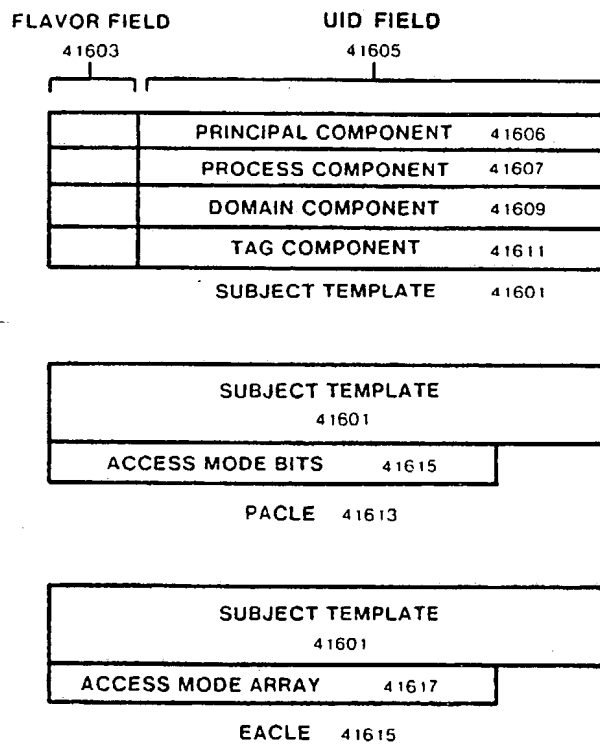 FLAVOR FIELD UID FIELD
41603 41605
PRINCIPAL COMPONENT 41606
PROCESS COMPONENT 41607
DOMAIN COMPONENT 41609
TAG COMPONENT 41611
SUBJECT TEMPLATE 41601
SUBJECT TEMPLATE
41601
ACCESS MODE BITS 41615
PACLE 41613
SUBJECT TEMPLATE
41601
ACCESS MODE ARRAY 41617
EACLE 41615